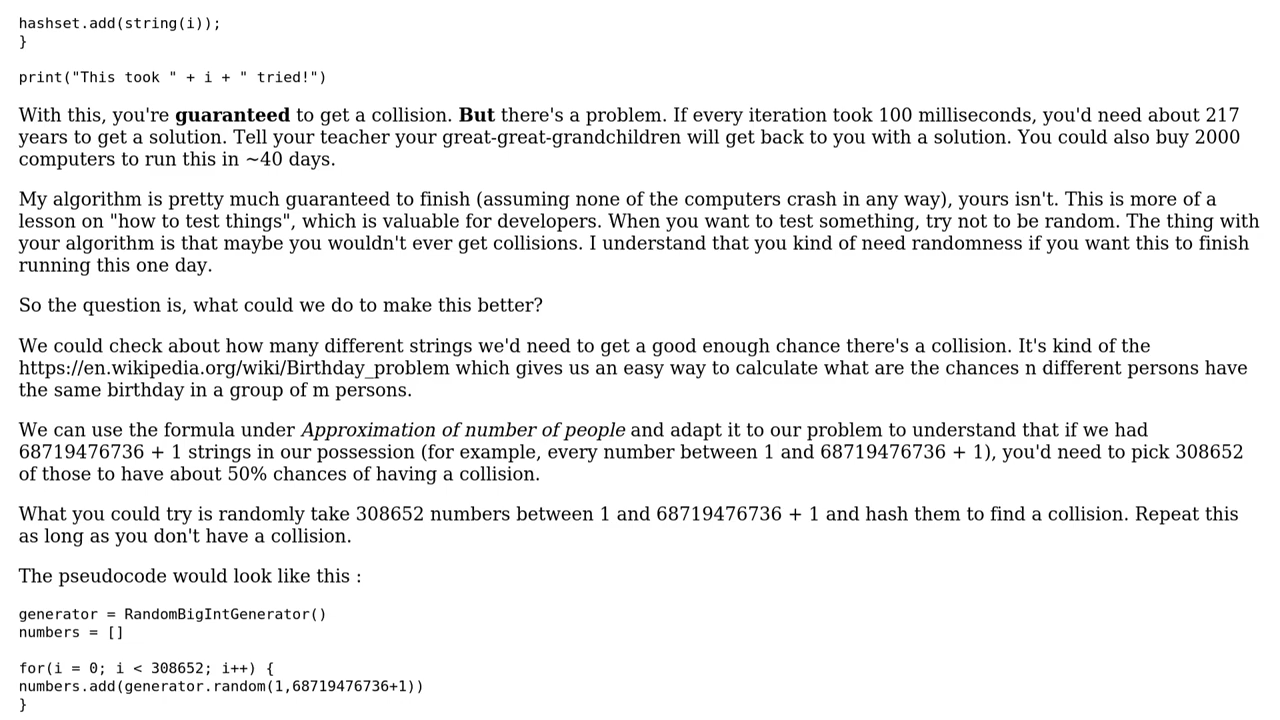 hashset.add(string(i));
}
print("This took " + i + " tried!")
With this, you're guaranteed to get a collision. But there's a problem. If every iteration took 100 milliseconds, you'd need about 217
years to get a solution. Tell your teacher your great-great-grandchildren will get back to you with a solution. You could also buy 2000
computers to run this in ~40 days.
My algorithm is pretty much guaranteed to finish (assuming none of the computers crash in any way), yours isn't. This is more of a
lesson on "how to test things", which is valuable for developers. When you want to test something, try not to be random. The thing with
your algorithm is that maybe you wouldn't ever get collisions. I understand that you kind of need randomness if you want this to finish
running this one day.
So the question is, what could we do to make this better?
We could check about how many different strings we'd need to get a good enough chance there's a collision. It's kind of the
https://en.wikipedia.org/wiki/Birthday_problem which gives us an easy way to calculate what are the chances n different persons have
the same birthday in a group of m persons.
We can use the formula under Approximation of number of people and adapt it to our problem to understand that if we had
68719476736 + 1 strings in our possession (for example, every number between 1 and 68719476736 + 1), you'd need to pick 308652
of those to have about 50% chances of having a collision.
What you could try is randomly take 308652 numbers between 1 and 68719476736 + 1 and hash them to find a collision. Repeat this
as long as you don't have a collision.
The pseudocode would look like this :
generator = RandomBigIntGenerator()
numbers = []
for(i = 0; i < 308652; i++) {
numbers.add(generator.random(1,68719476736+1))
}